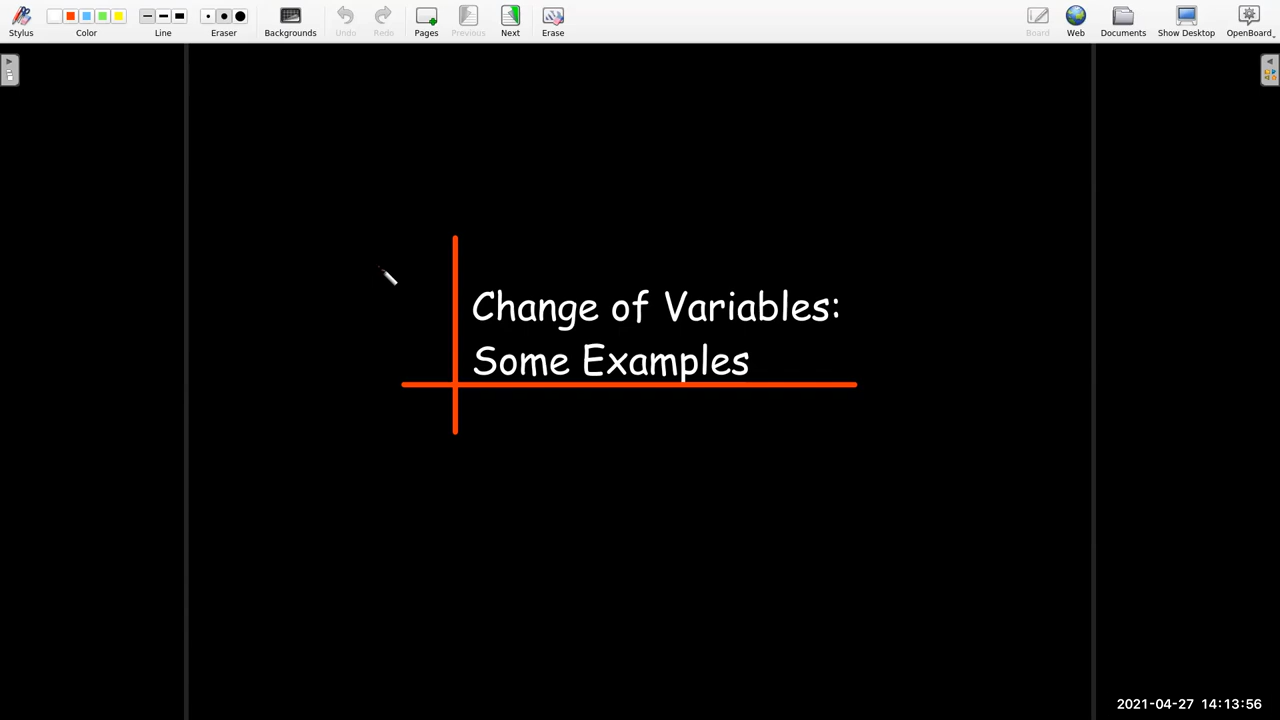 Stylus
Color
Line
Eraser
Backgrounds
Undo
Redo
Pages
Previous
Next
Erase
Board
Web
Documents
Show Desktop
OpenBoard
Change of Variables:
Some Examples
2021-04-27 14:13:56